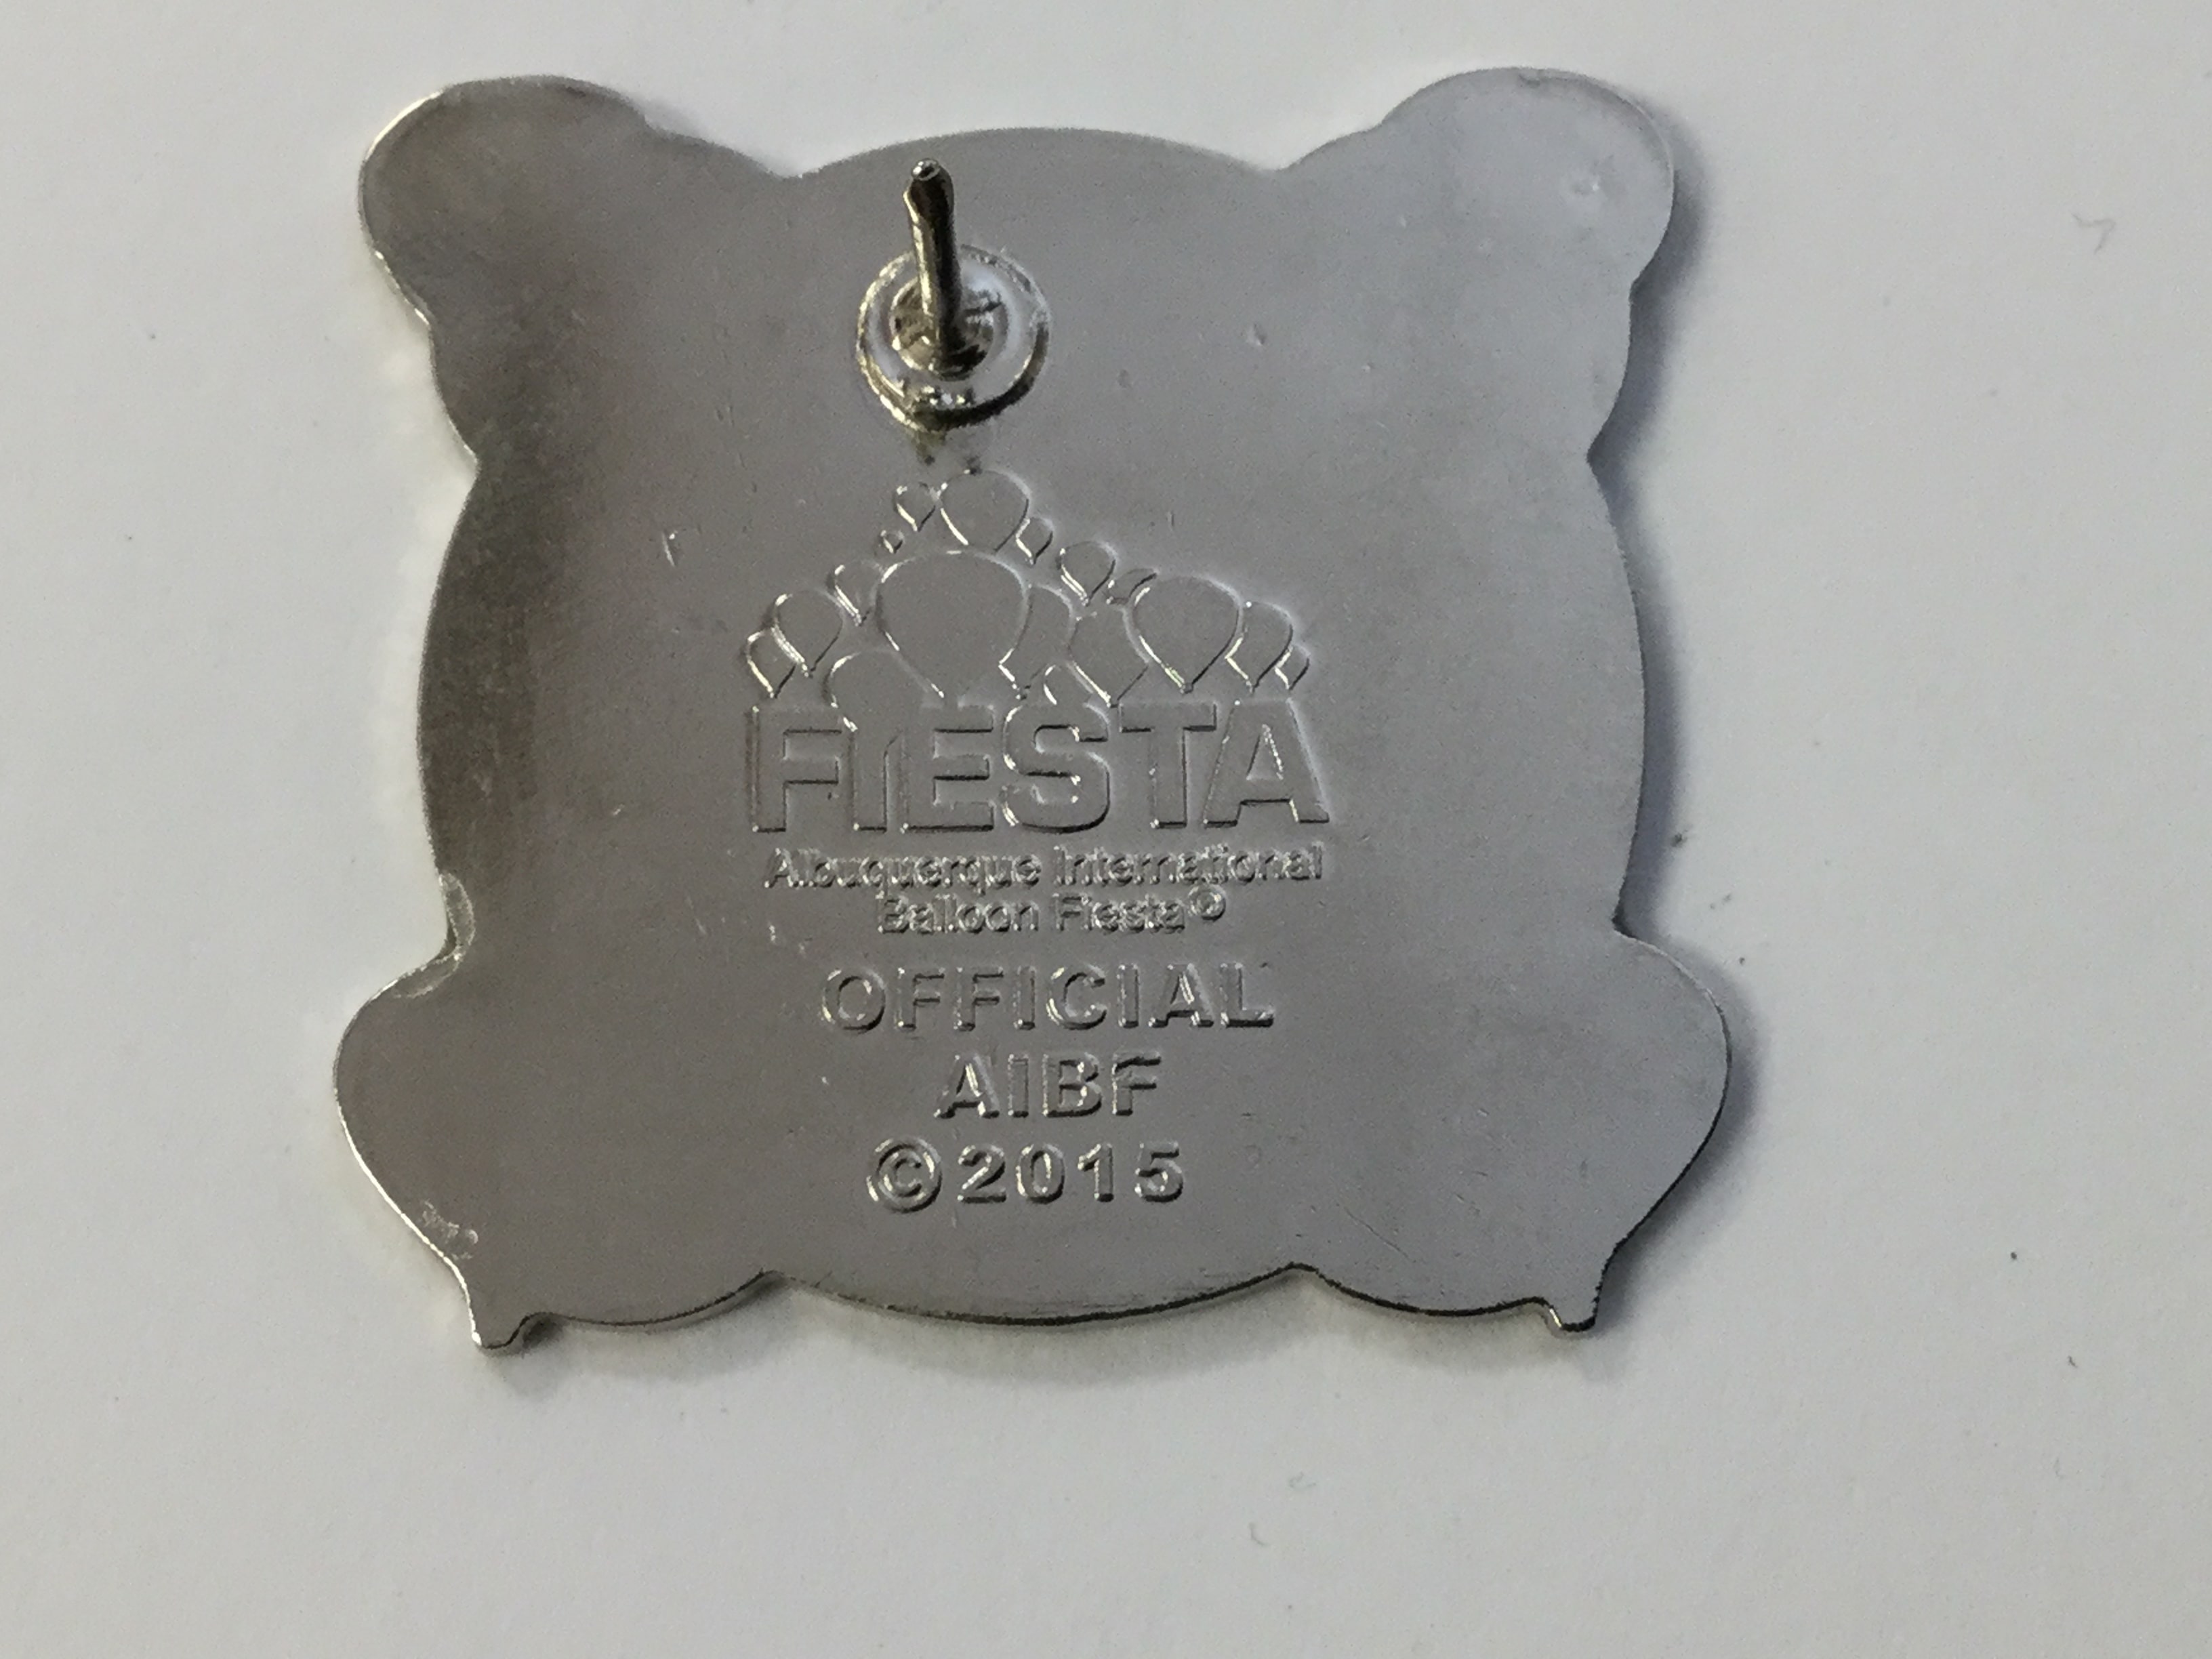 FIESTA
Albuquerque International
Balloon Fiesta®
OFFICIAL
AIBF
©2015